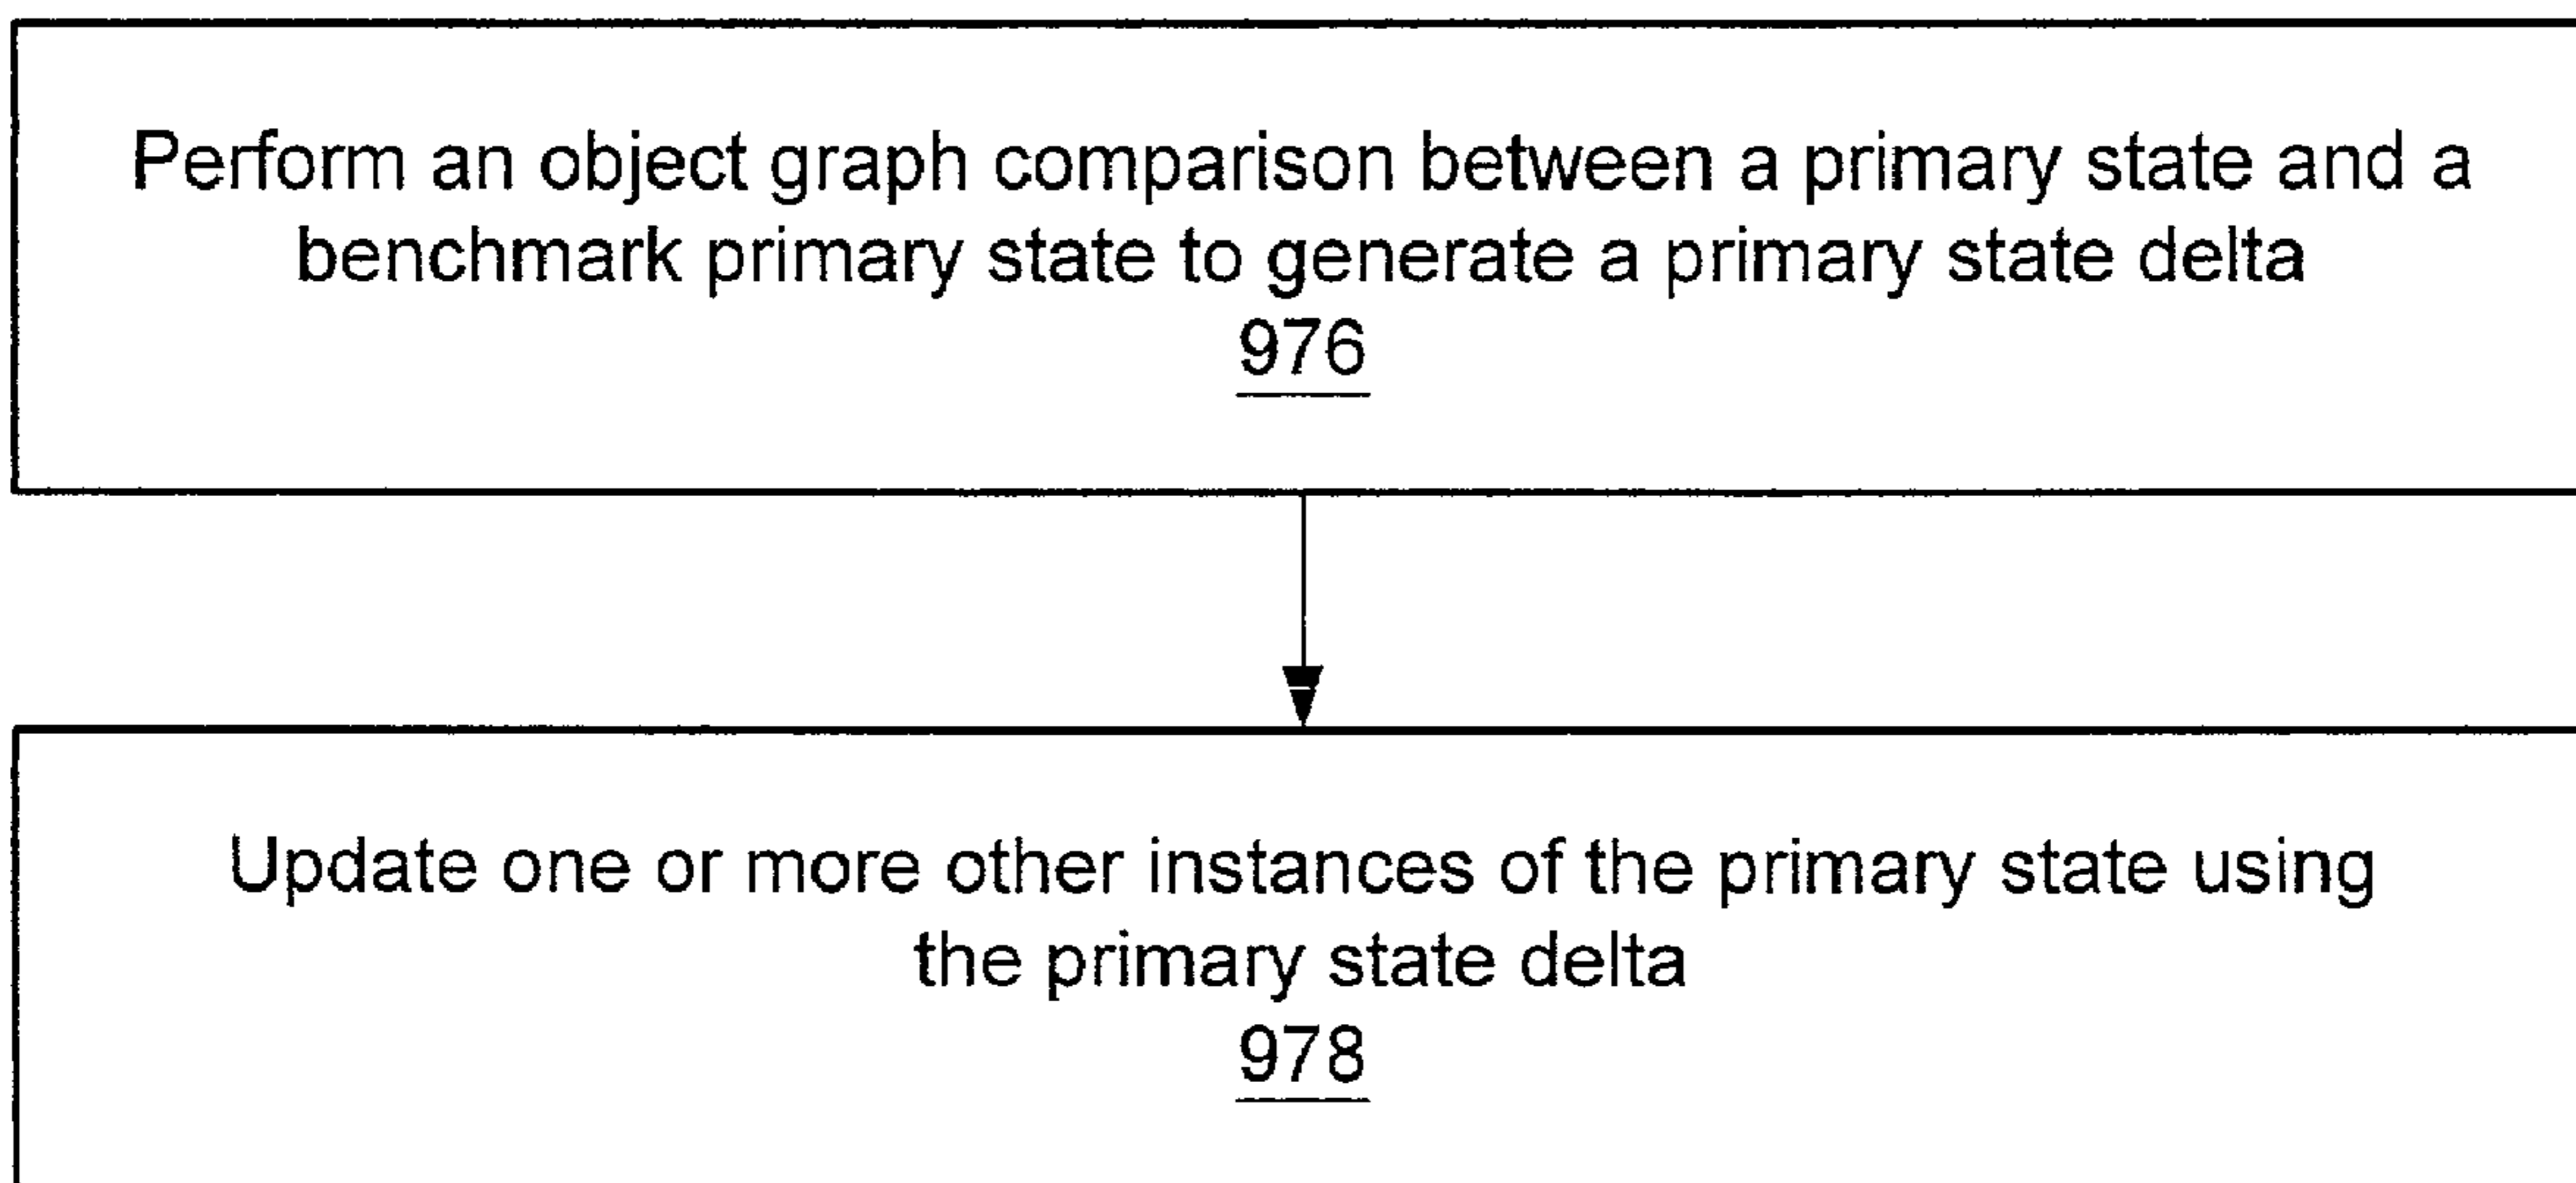 Perform an object graph comparison between a primary state and a
benchmark primary state to generate a primary state delta
976
Update one or more other instances of the primary state using
the primary state delta
978